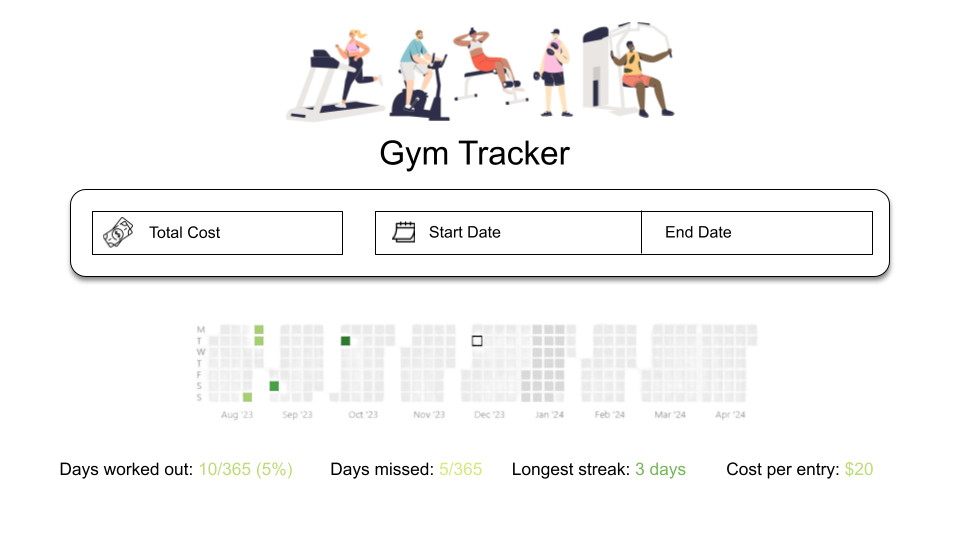 Gym Tracker
Total Cost
Start Date
End Date
M
T
W
T
F
S
S
Aug '23 Sep '23 Oct '23 Nov '23 Dec '23 Jan '24 Feb '24 Mar '24 Apr '24
Days worked out: 10/365 (5%) Days missed: 5/365 Longest streak: 3 days Cost per entry: $20